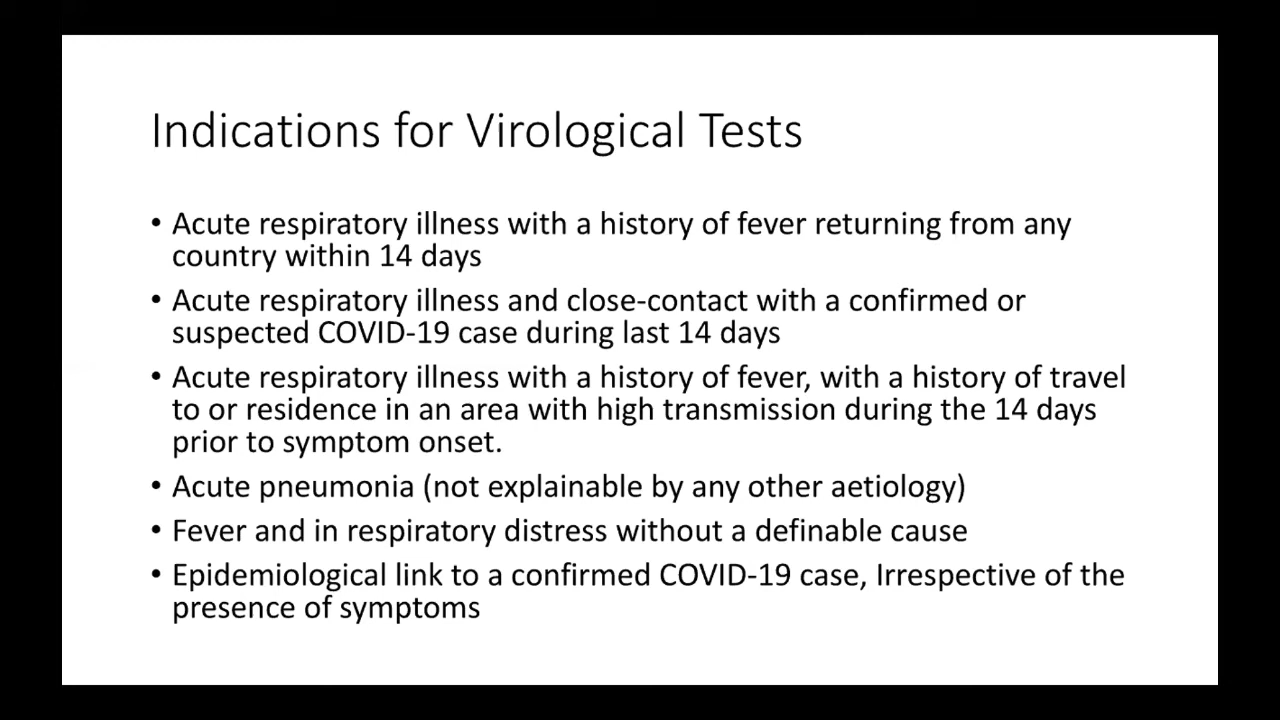 Indications for Virological Tests
• Acute respiratory illness with a history of fever returning from any
country within 14 days
• Acute respiratory illness and close-contact with a confirmed or
suspected COVID-19 case during last 14 days
• Acute respiratory illness with a history of fever, with a history of travel
to or residence in an area with high transmission during the 14 days
prior to symptom onset.
• Acute pneumonia (not explainable by any other aetiology)
• Fever and in respiratory distress without a definable cause
• Epidemiological link to a confirmed COVID-19 case, Irrespective of the
presence of symptoms